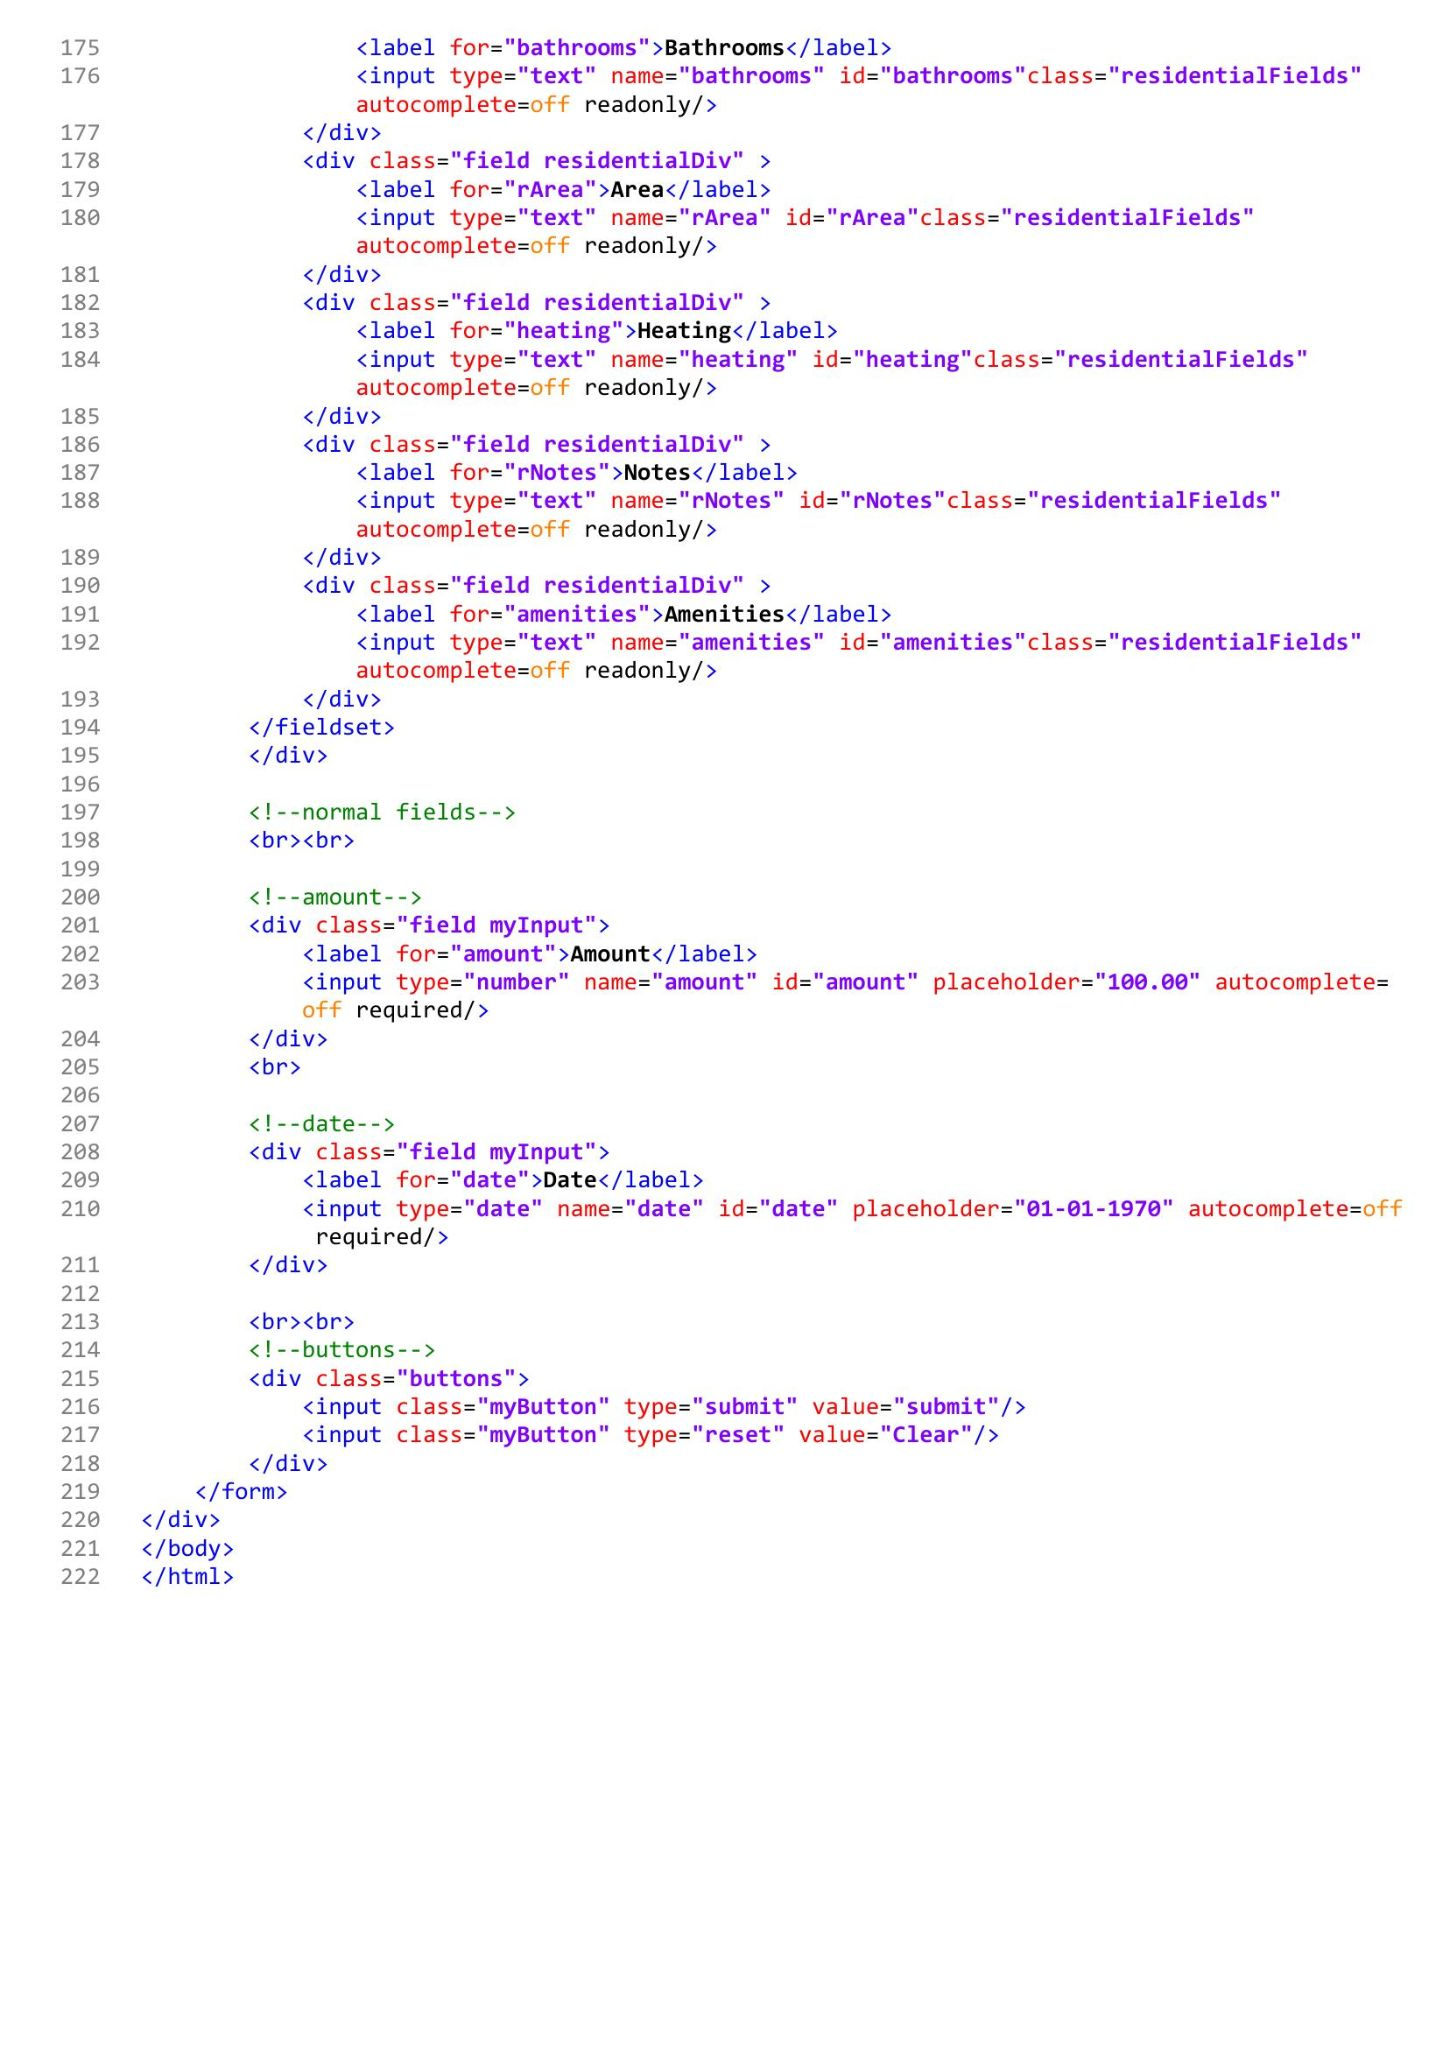 175                    <label for="bathrooms">Bathrooms</label>
176                    <input type="text" name="bathrooms" id="bathrooms"class="residentialFields"
                       autocomplete=off readonly/>
177                </div>
178                <div class="field residentialDiv" >
179                    <label for="rArea">Area</label>
180                    <input type="text" name="rArea" id="rArea"class="residentialFields"
                       autocomplete=off readonly/>
181                </div>
182                <div class="field residentialDiv" >
183                    <label for="heating">Heating</label>
184                    <input type="text" name="heating" id="heating"class="residentialFields"
                       autocomplete=off readonly/>
185                </div>
186                <div class="field residentialDiv" >
187                    <label for="rNotes">Notes</label>
188                    <input type="text" name="rNotes" id="rNotes"class="residentialFields"
                       autocomplete=off readonly/>
189                </div>
190                <div class="field residentialDiv" >
191                    <label for="amenities">Amenities</label>
192                    <input type="text" name="amenities" id="amenities"class="residentialFields"
                       autocomplete=off readonly/>
193                </div>
194            </fieldset>
195            </div>
196
197            <!--normal fields-->
198            <br><br>
199
200            <!--amount-->
201            <div class="field myInput">
202                <label for="amount">Amount</label>
203                <input type="number" name="amount" id="amount" placeholder="100.00" autocomplete=
                   off required/>
204            </div>
205            <br>
206
207            <!--date-->
208            <div class="field myInput">
209                <label for="date">Date</label>
210                <input type="date" name="date" id="date" placeholder="01-01-1970" autocomplete=off
                    required/>
211            </div>
212
213            <br><br>
214            <!--buttons-->
215            <div class="buttons">
216                <input class="myButton" type="submit" value="submit"/>
217                <input class="myButton" type="reset" value="Clear"/>
218            </div>
219        </form>
220    </div>
221    </body>
222    </html>